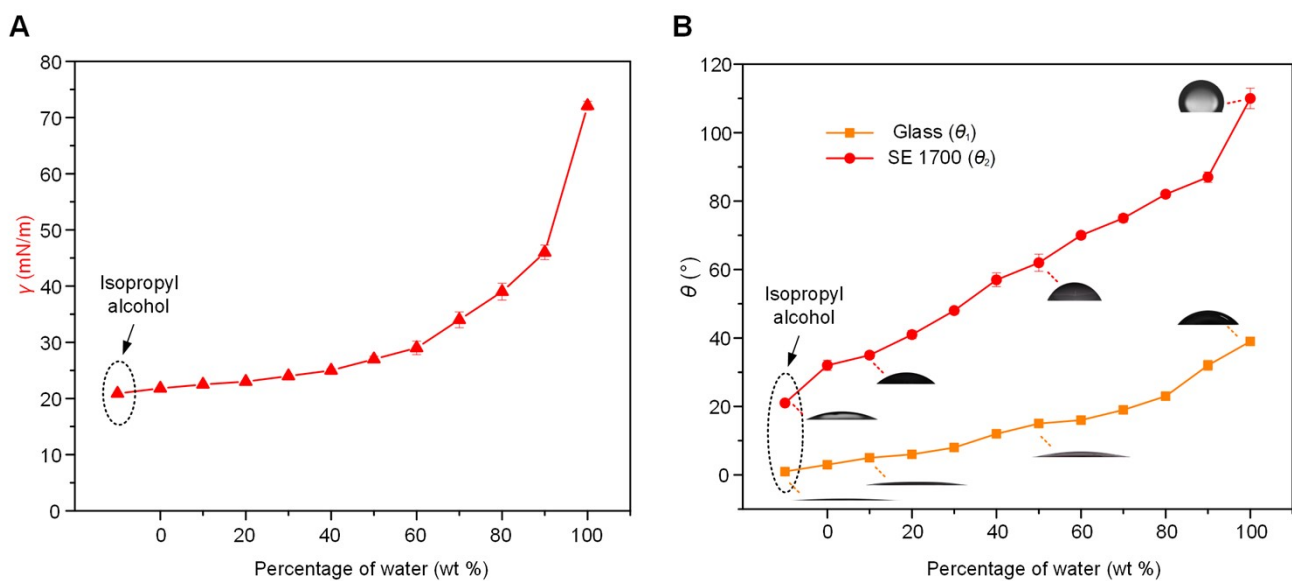 A
γ (mN/m)
80
70
60
50
40
30
20
10
0
Isopropyl
alcohol
0 20 40 60 80 100
Percentage of water (wt %)
B
θ (°)
120
100
80
60
40
20
0
Glass (θ₁)
SE 1700 (θ₂)
Isopropyl
alcohol
0 20 40 60 80 100
Percentage of water (wt %)